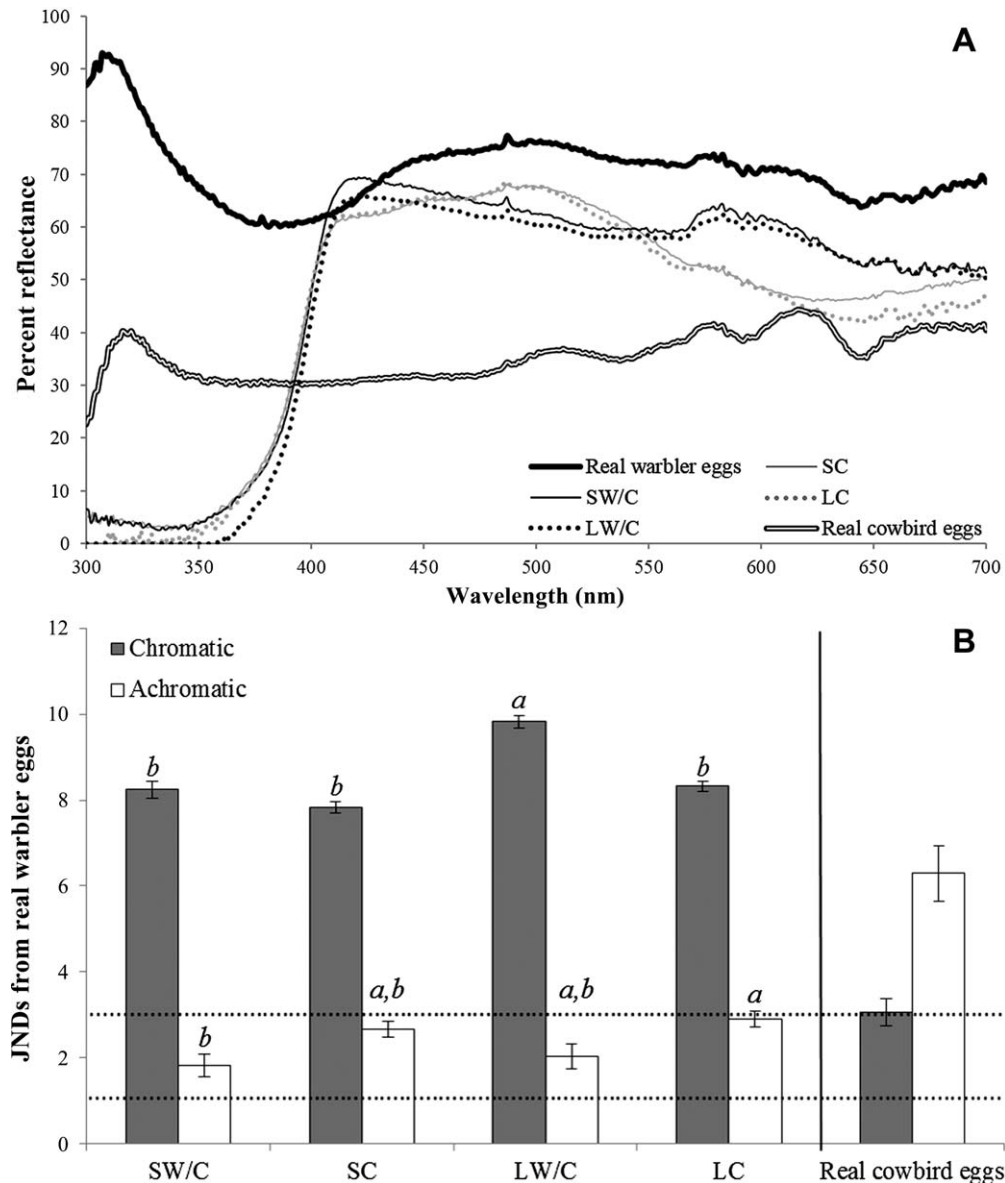 100
90
80
70
60
50
40
30
20
10
0
Percent reflectance
A
Real warbler eggs
SC
SW/C
LC
LW/C
Real cowbird eggs
300 350 400 450 500 550 600 650 700
Wavelength (nm)
12
10
8
6
4
2
0
JNDs from real warbler eggs
B
Chromatic
Achromatic
b
b
b
a,b
a
a,b
b
a
SW/C SC LW/C LC Real cowbird eggs